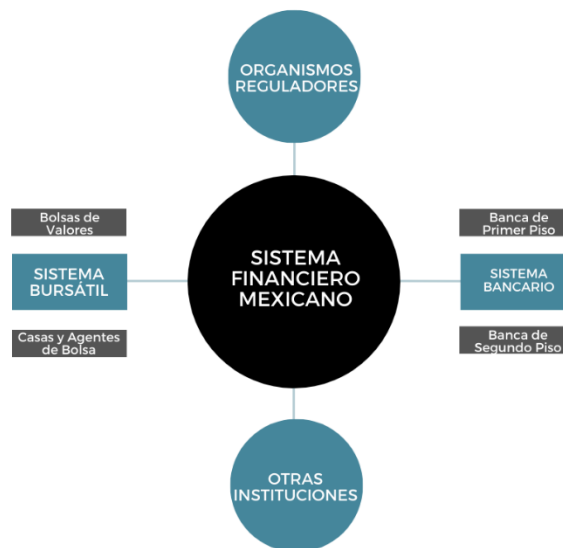 ORGANISMOS
REGULADORES
Bolsas de
Valores
SISTEMA
BURSÁTIL
Casas y Agentes
de Bolsa
SISTEMA
FINANCIERO
MEXICANO
Banca de
Primer Piso
SISTEMA
BANCARIO
Banca de
Segundo Piso
OTRAS
INSTITUCIONES